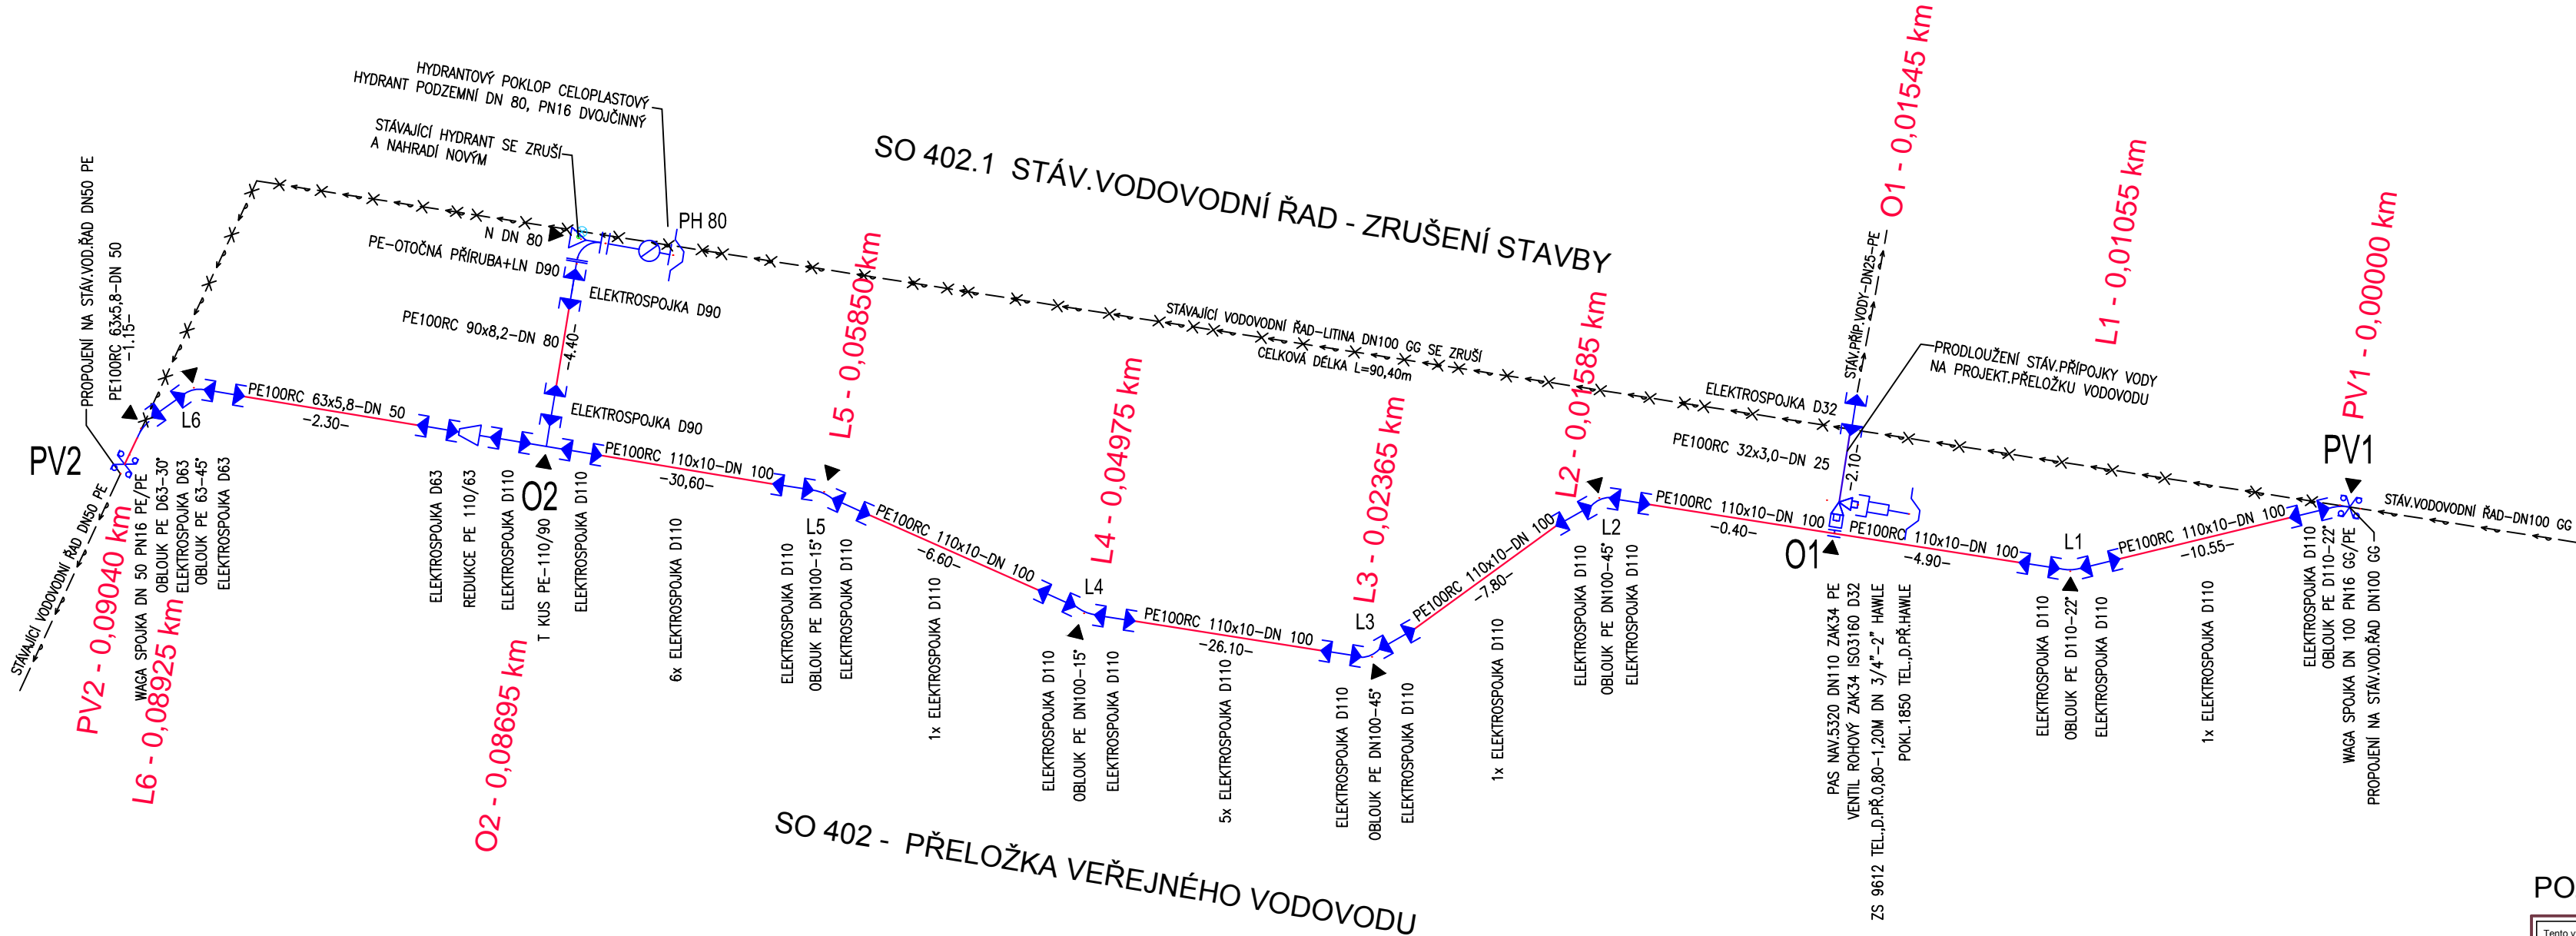 HYDRANTOVÝ POKLOP CELOPLASTOVÝ
HYDRANT PODZEMNÍ DN 80, PN16 DVOJČINNÝ
STÁVAJÍCÍ HYDRANT SE ZRUŠÍ
A NAHRADÍ NOVÝM
SO 402.1 STÁV.VODOVODNÍ ŘAD - ZRUŠENÍ STAVBY
PH 80
N DN 80
PE-OTOČNÁ PŘÍRUBA+LN D90
ELEKTROSPOJKA D90
PE100RC 90x8,2-DN 80
-4.40-
ELEKTROSPOJKA D90
STÁVAJÍCÍ VODOVODNÍ ŘAD-LITINA DN100 GG SE ZRUŠÍ
CELKOVÁ DÉLKA L=90,40m
PROPOJENÍ NA STÁV.VOD.ŘAD DN50 PE
PE100RC 63x5,8-DN 50
-1.15-
PV2
STÁVAJÍCÍ VODOVODNÍ ŘAD DN50 PE
PV2 - 0,09040 km
WAGA SPOJKA DN 50 PN16 PE/PE
OBLOUK PE D63-30°
ELEKTROSPOJKA D63
OBLOUK PE 63-45°
ELEKTROSPOJKA D63
L6
L6 - 0,08925 km
PE100RC 63x5,8-DN 50
-2.30-
ELEKTROSPOJKA D63
REDUKCE PE 110/63
ELEKTROSPOJKA D110
O2
T KUS PE-110/90
ELEKTROSPOJKA D110
O2 - 0,08695 km
PE100RC 110x10-DN 100
-30,60-
6x ELEKTROSPOJKA D110
L5 - 0,05850 km
L5
ELEKTROSPOJKA D110
OBLOUK PE DN100-15°
ELEKTROSPOJKA D110
PE100RC 110x10-DN 100
-6.60-
1x ELEKTROSPOJKA D110
L4 - 0,04975 km
L4
ELEKTROSPOJKA D110
OBLOUK PE DN100-15°
ELEKTROSPOJKA D110
PE100RC 110x10-DN 100
-26.10-
5x ELEKTROSPOJKA D110
L3 - 0,02365 km
L3
ELEKTROSPOJKA D110
OBLOUK PE DN100-45°
ELEKTROSPOJKA D110
PE100RC 110x10-DN 100
-7.80-
1x ELEKTROSPOJKA D110
L2 - 0,01585 km
L2
ELEKTROSPOJKA D110
OBLOUK PE DN100-45°
ELEKTROSPOJKA D110
PE100RC 110x10-DN 100
-0.40-
O1 - 0,01545 km
STÁV.PŘÍP.VODY-DN25-PE
PRODLOUŽENÍ STÁV.PŘÍPOJKY VODY
NA PROJEKT.PŘELOŽKU VODOVODU
ELEKTROSPOJKA D32
PE100RC 32x3,0-DN 25
-2.10-
O1
PAS NAV.5320 DN110 ZAK34 PE
VENTIL ROHOVÝ ZAK34 ISO3160 D32
ZS 9612 TEL.,D.PŘ.0,80-1,20M DN 3/4"-2" HAWLE
POKL.1850 TEL.,D.PŘ.HAWLE
PE100RC 110x10-DN 100
-4.90-
L1 - 0,01055 km
L1
ELEKTROSPOJKA D110
OBLOUK PE D110-22°
ELEKTROSPOJKA D110
PE100RC 110x10-DN 100
-10.55-
1x ELEKTROSPOJKA D110
PV1 - 0,00000 km
PV1
STÁV.VODOVODNÍ ŘAD-DN100 GG
ELEKTROSPOJKA D110
OBLOUK PE D110-22°
WAGA SPOJKA DN 100 PN16 GG/PE
PROPOJENÍ NA STÁV.VOD.ŘAD DN100 GG
SO 402 - PŘELOŽKA VEŘEJNÉHO VODOVODU
PO
Tento v